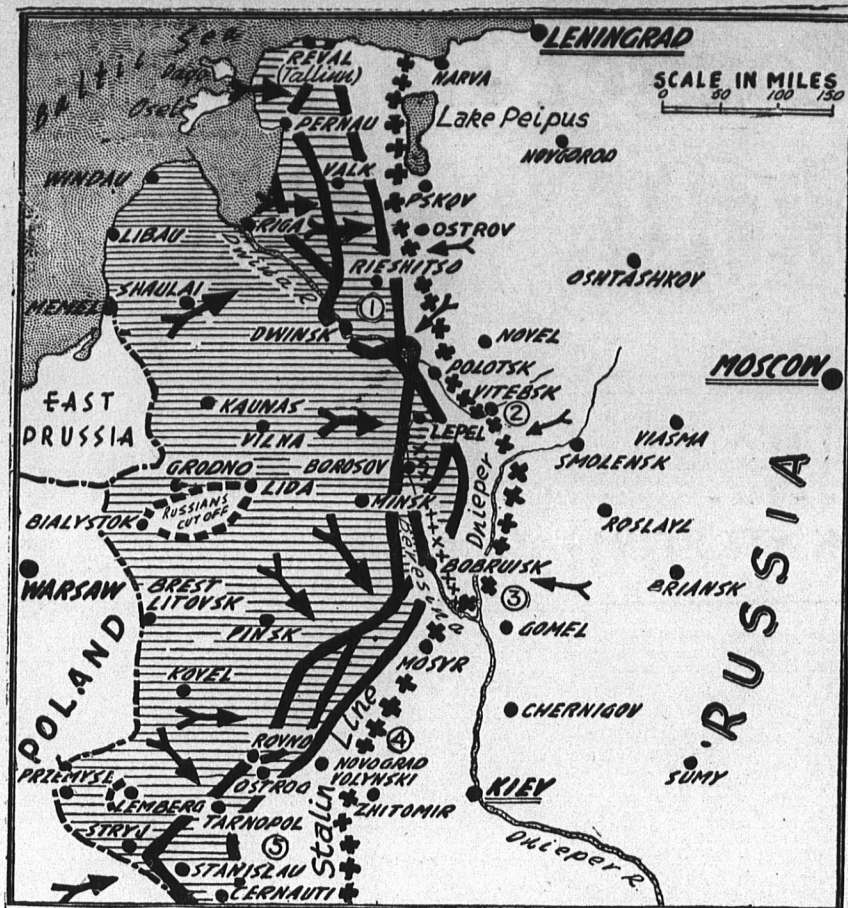 LENINGRAD
Baltic Sea
REVAL
(Tallinn)
NARVA
SCALE IN MILES
0 50 100 150
Dago
Osel
Lake Peipus
PERNAU
NOVGOROD
WINDAU
VALK
PSKOV
RIGA
OSTROV
LIBAU
Dwina R.
RIESHITSO
OSHTASHKOV
MEMEL
SHAULAI
1
DWINSK
NOVEL
POLOTSK
MOSCOW
VITEBSK
EAST
PRUSSIA
KAUNAS
2
VILNA
LEPEL
VIASMA
SMOLENSK
GRODNO
BOROSOV
LIDA
MINSK
Dnieper
RUSSIANS
CUT OFF
BIALYSTOK
ROSLAYL
Beresina
BOBRUISK
WARSAW
BREST
LITOVSK
3
BRIANSK
PINSK
GOMEL
MOSYR
RUSSIA
POLAND
KOVEL
CHERNIGOV
Stalin Line
4
ROVNO
NOVOGRAD
VOLYNSKI
SUMY
PRZEMYSL
OSTROG
KIEV
LEMBERG
ZHITOMIR
TARNOPOL
STRYJ
5
Dnieper R.
STANISLAU
CERNAUTI